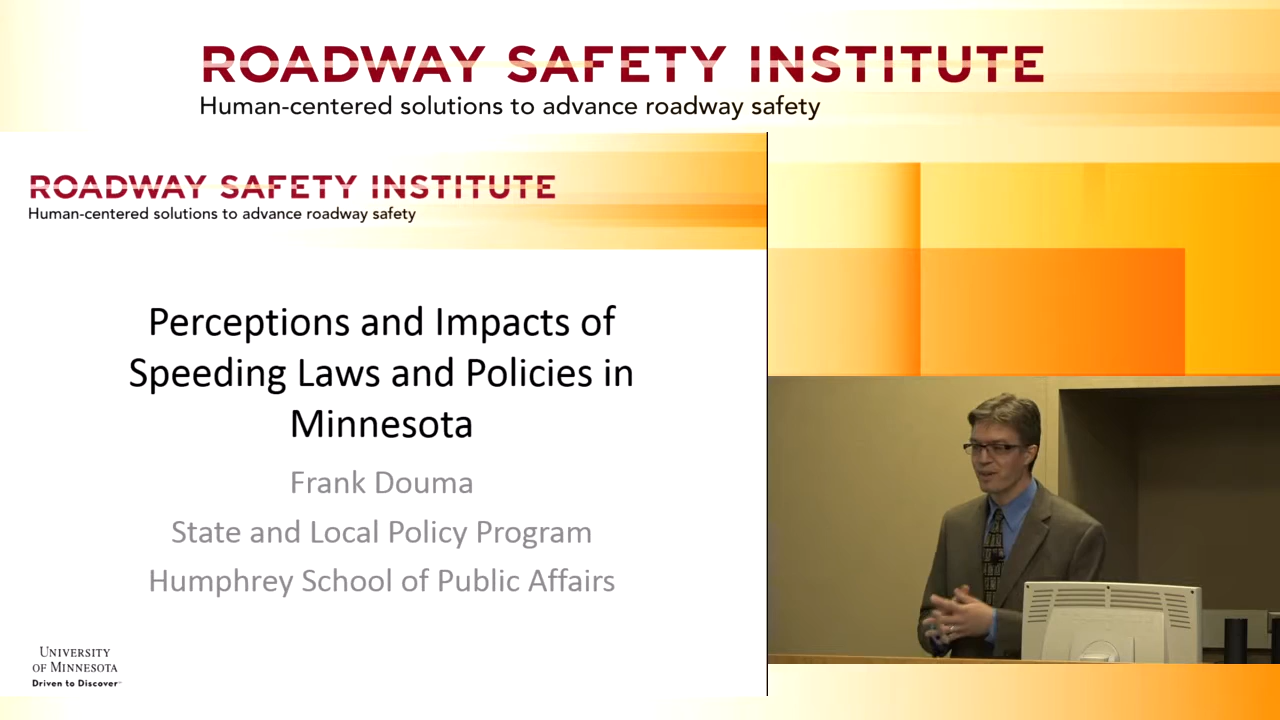 ROADWAY SAFETY INSTITUTE
Human-centered solutions to advance roadway safety
ROADWAY SAFETY INSTITUTE
Human-centered solutions to advance roadway safety
Perceptions and Impacts of
Speeding Laws and Policies in
Minnesota
Frank Douma
State and Local Policy Program
Humphrey School of Public Affairs
UNIVERSITY
OF MINNESOTA
Driven to Discover™